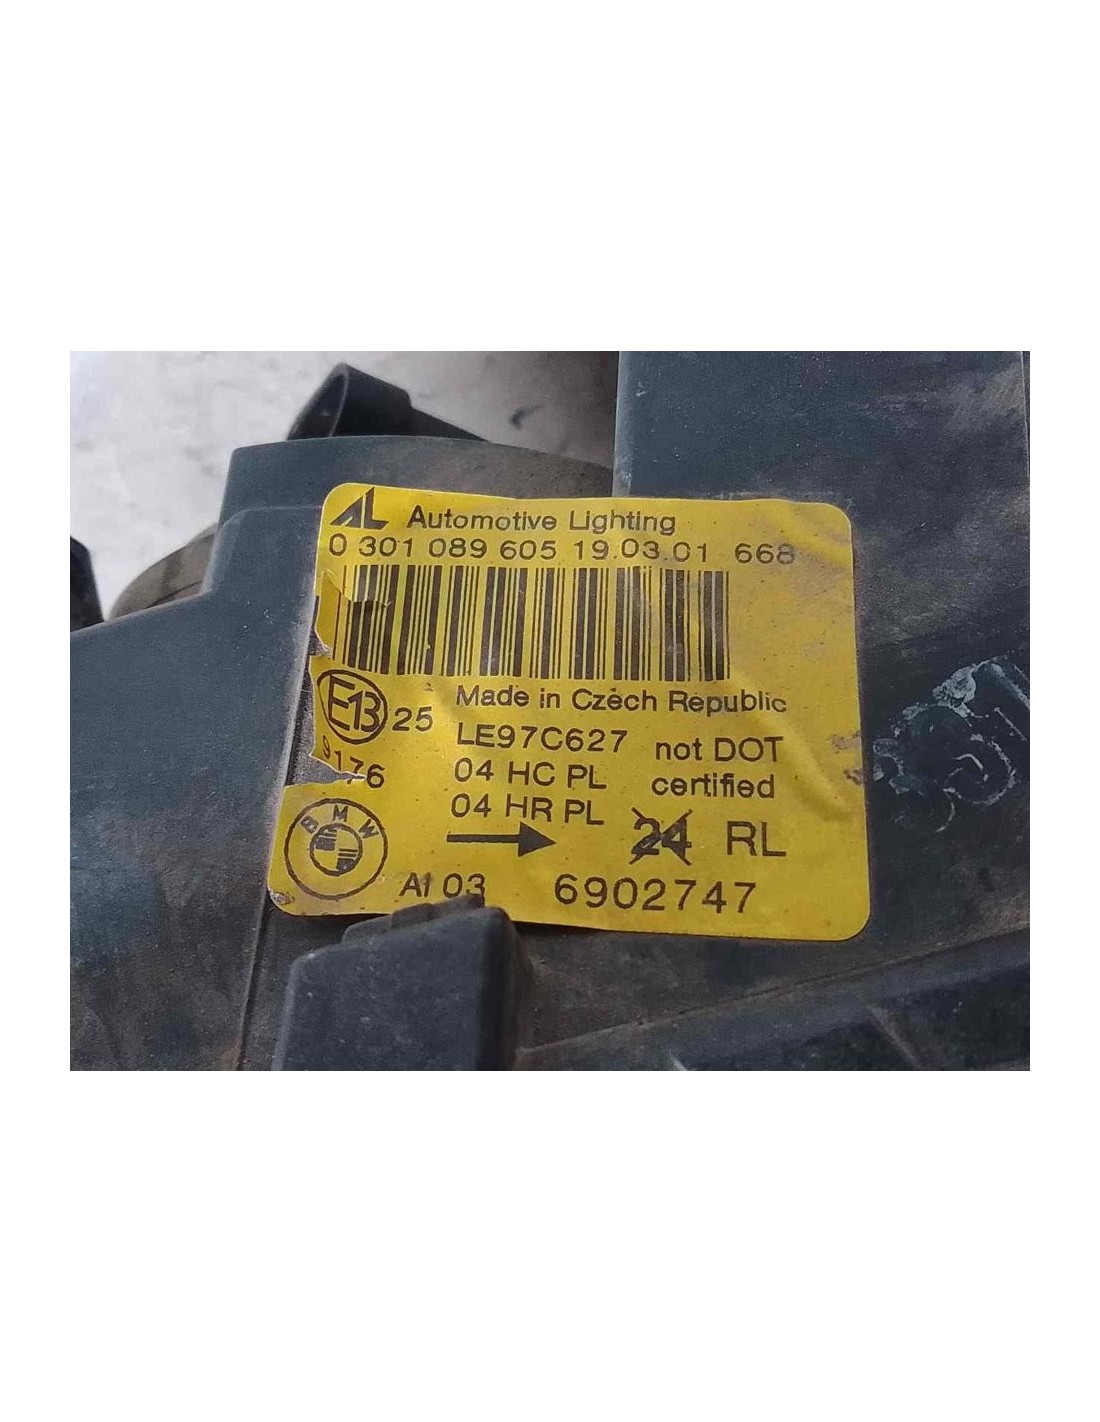 AL Automotive Lighting
0 301 089 605 19.03.01 668
Made in Czech Republic
E13 25
LE97C627 not DOT
9176
04 HC PL certified
04 HR PL
24 RL
BMW
AI 03 6902747